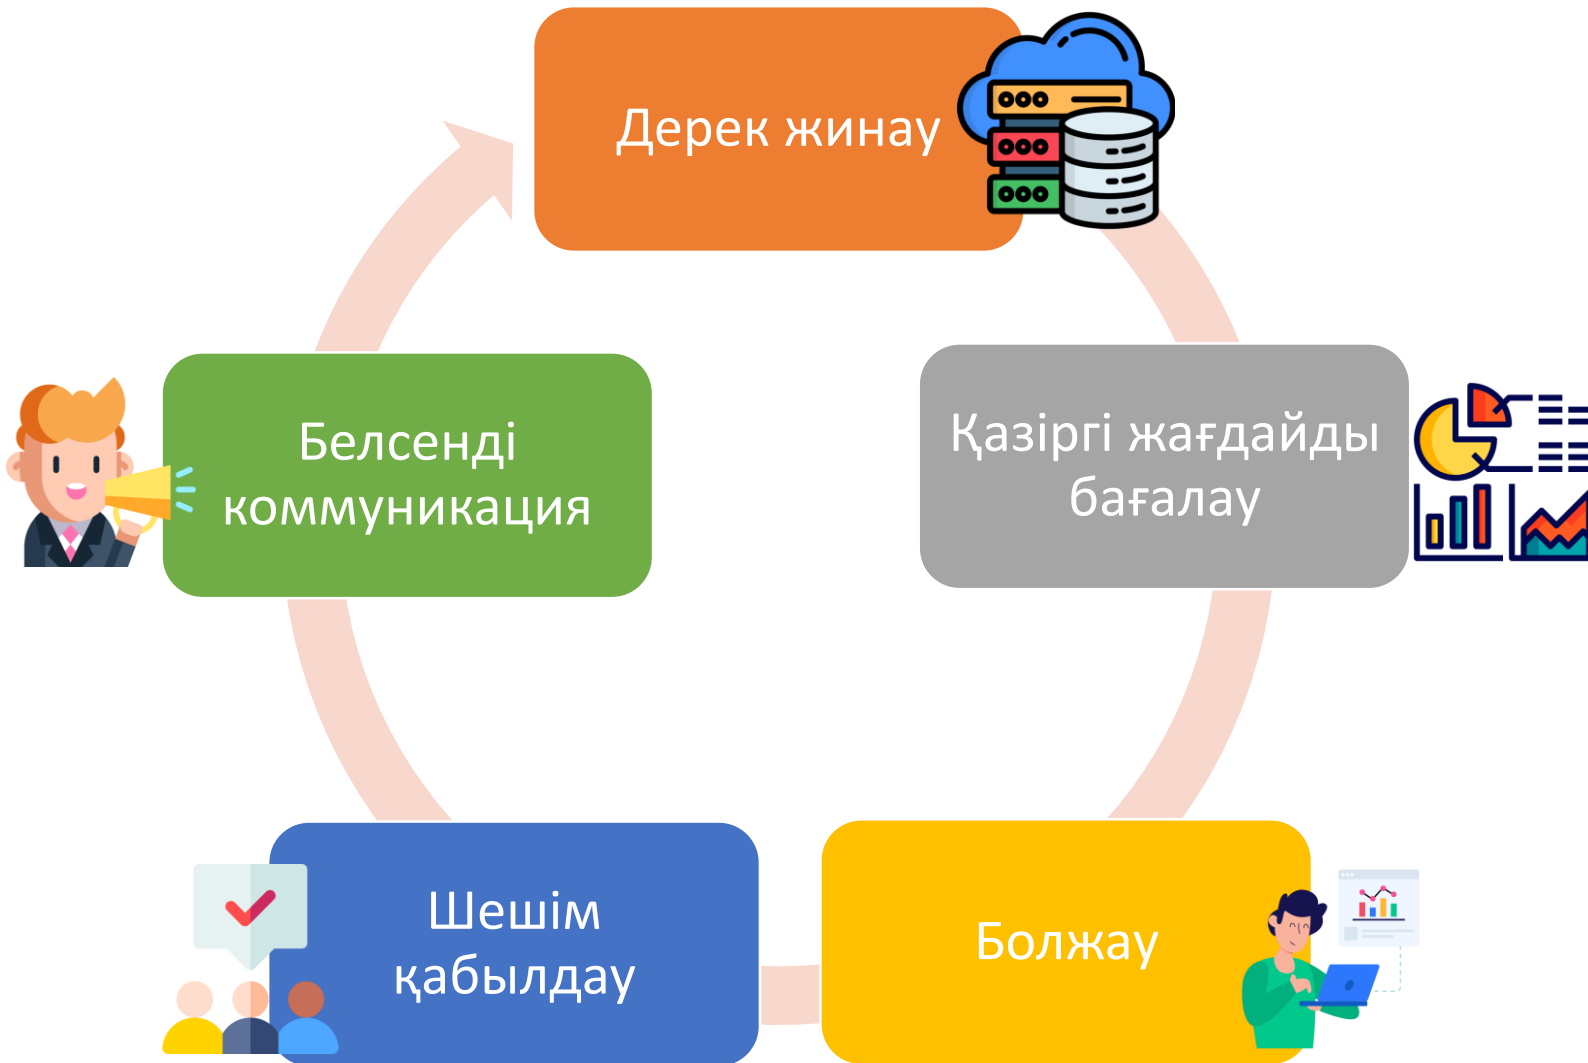 Дерек жинау
Қазіргі жағдайды
бағалау
Болжау
Шешім
қабылдау
Белсенді
коммуникация